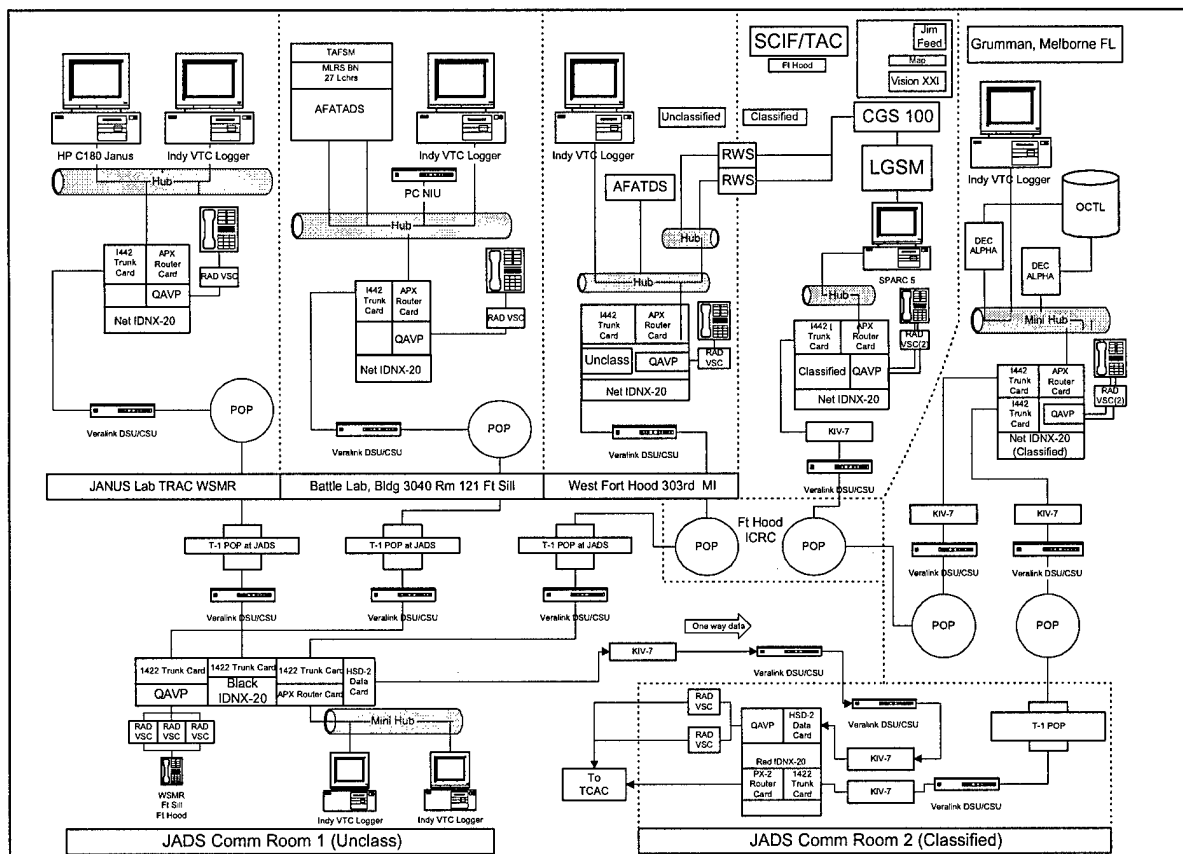 HP C180 Janus
Indy VTC Logger
Hub
I442
Trunk
Card
APX
Router
Card
QAVP
RAD VSC
Net IDNX-20
Veralink DSU/CSU
POP
JANUS Lab TRAC WSMR
TAFSM
MLRS BN
27 Lchrs
AFATADS
Indy VTC Logger
PC NIU
Hub
I442
Trunk
Card
APX
Router
Card
QAVP
RAD VSC
Net IDNX-20
Veralink DSU/CSU
POP
Battle Lab, Bldg 3040 Rm 121 Ft Sill
Indy VTC Logger
Unclassified
AFATDS
Hub
Hub
I442
Trunk
Card
APX
Router
Card
Unclass
QAVP
RAD
VSC
Net IDNX-20
Veralink DSU/CSU
West Fort Hood 303rd MI
SCIF/TAC
Ft Hood
Classified
Jim
Feed
Map
Vision XXI
RWS
RWS
CGS 100
LGSM
SPARC 5
Hub
I442
Trunk
Card
APX
Router
Card
Classified
QAVP
RAD
VSC(2)
Net IDNX-20
KIV-7
Veralink DSU/CSU
Ft Hood
ICRC
POP
POP
Grumman, Melborne FL
Indy VTC Logger
OCTL
DEC
ALPHA
DEC
ALPHA
Mini Hub
I442
Trunk
Card
APX
Router
Card
I442
Trunk
Card
QAVP
RAD
VSC(2)
Net IDNX-20
(Classified)
KIV-7
KIV-7
Veralink DSU/CSU
Veralink DSU/CSU
POP
POP
T-1 POP at JADS
T-1 POP at JADS
T-1 POP at JADS
Veralink DSU/CSU
Veralink DSU/CSU
Veralink DSU/CSU
1422 Trunk Card
1422 Trunk Card
1422 Trunk Card
HSD-2
Data
Card
QAVP
Black
IDNX-20
APX Router Card
RAD
VSC
RAD
VSC
RAD
VSC
WSMR
Ft Sill
Ft Hood
Mini Hub
Indy VTC Logger
Indy VTC Logger
JADS Comm Room 1 (Unclass)
One way data
KIV-7
Veralink DSU/CSU
Veralink DSU/CSU
RAD
VSC
RAD
VSC
QAVP
HSD-2
Data
Card
Red IDNX-20
PX-2
Router
Card
1422
Trunk
Card
To
TCAC
KIV-7
KIV-7
Veralink DSU/CSU
T-1 POP
JADS Comm Room 2 (Classified)